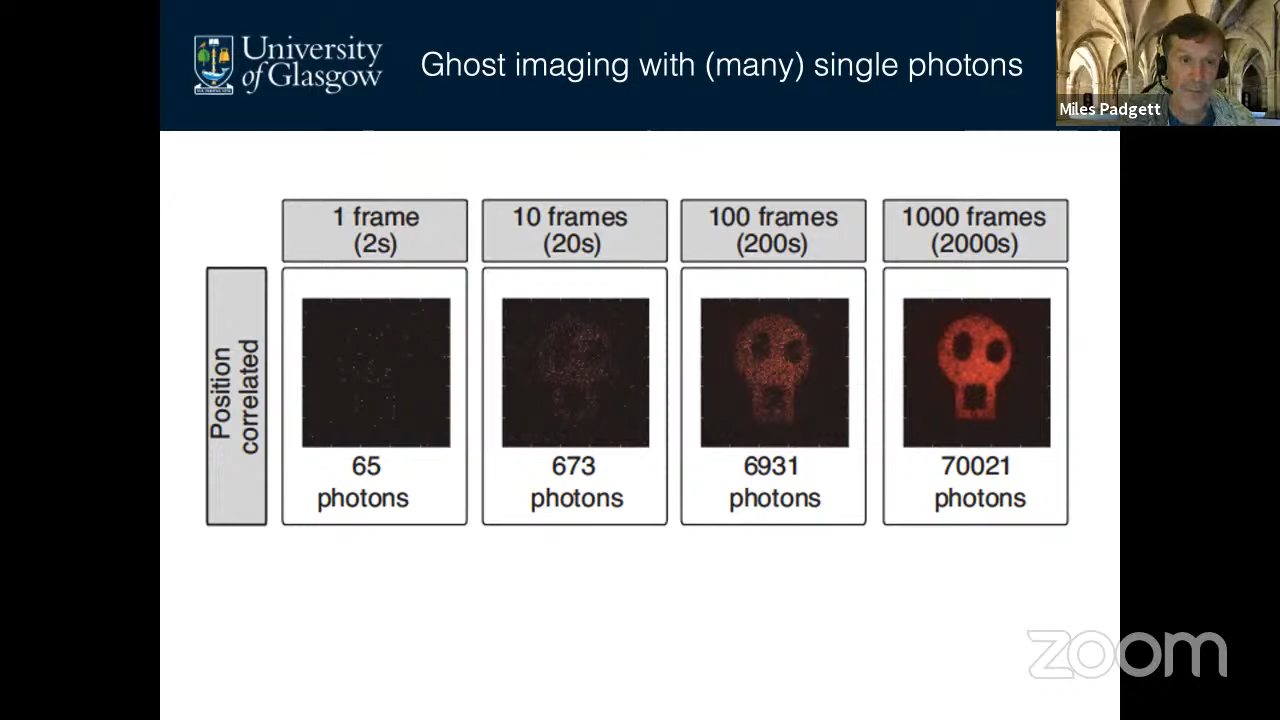 University
of Glasgow
Ghost imaging with (many) single photons
Miles Padgett
1 frame
(2s)
10 frames
(20s)
100 frames
(200s)
1000 frames
(2000s)
Position
correlated
65
photons
673
photons
6931
photons
70021
photons
zoom